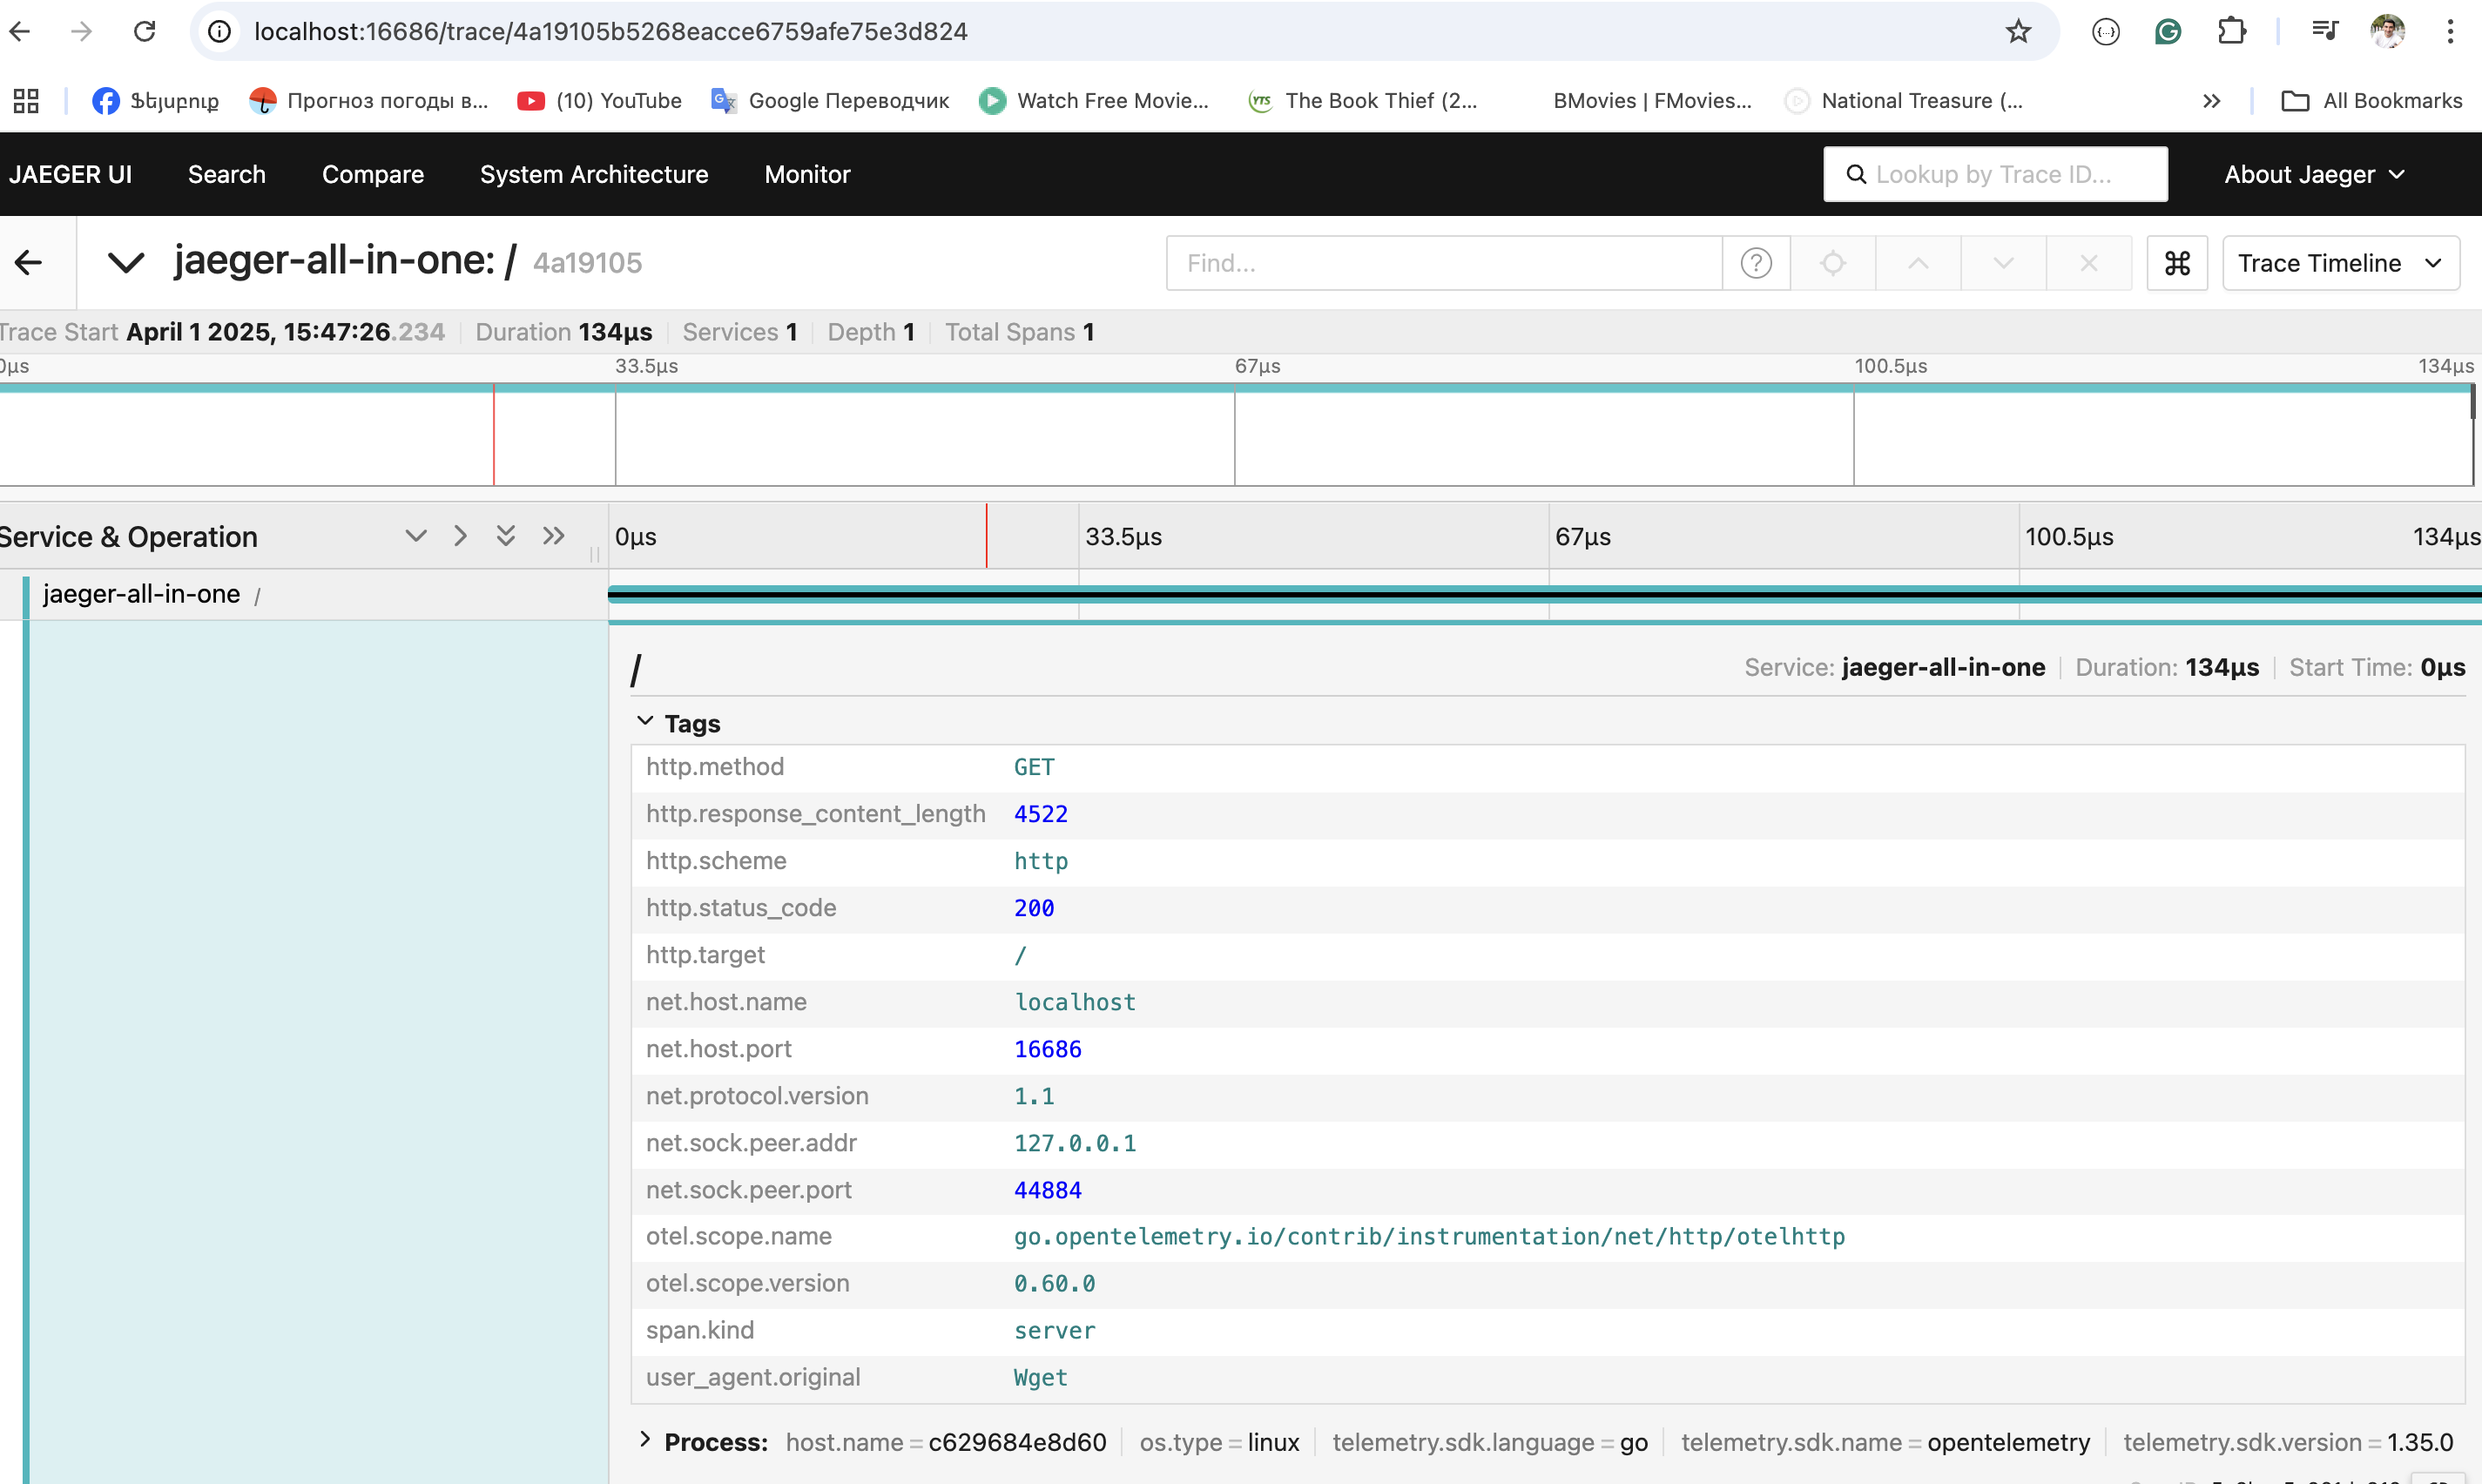 localhost:16686/trace/4a19105b5268eacce6759afe75e3d824
Ֆեյսբուք Прогноз погоды в... (10) YouTube Google Переводчик Watch Free Movie... YTS The Book Thief (2... BMovies | FMovies... National Treasure (... All Bookmarks
JAEGER UI Search Compare System Architecture Monitor Lookup by Trace ID... About Jaeger
jaeger-all-in-one: / 4a19105 Find... Trace Timeline
Trace Start April 1 2025, 15:47:26.234 Duration 134μs Services 1 Depth 1 Total Spans 1
0μs 33.5μs 67μs 100.5μs 134μs
Service & Operation 0μs 33.5μs 67μs 100.5μs 134μs
jaeger-all-in-one /
/ Service: jaeger-all-in-one Duration: 134μs Start Time: 0μs
Tags
http.method GET
http.response_content_length 4522
http.scheme http
http.status_code 200
http.target /
net.host.name localhost
net.host.port 16686
net.protocol.version 1.1
net.sock.peer.addr 127.0.0.1
net.sock.peer.port 44884
otel.scope.name go.opentelemetry.io/contrib/instrumentation/net/http/otelhttp
otel.scope.version 0.60.0
span.kind server
user_agent.original Wget
Process: host.name = c629684e8d60 os.type = linux telemetry.sdk.language = go telemetry.sdk.name = opentelemetry telemetry.sdk.version = 1.35.0